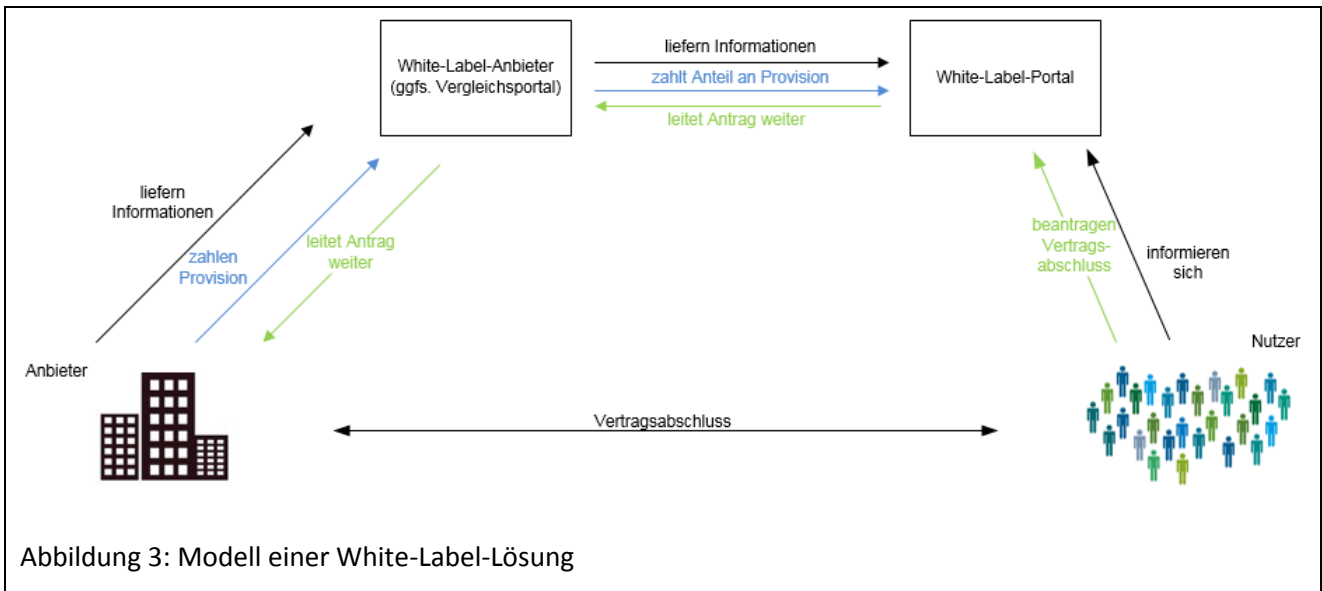 White-Label-Anbieter
(ggfs. Vergleichsportal)
liefern Informationen
zahlt Anteil an Provision
leitet Antrag weiter
White-Label-Portal
liefern
Informationen
zahlen
Provision
leitet Antrag
weiter
beantragen
Vertrags-
abschluss
informieren
sich
Anbieter
Nutzer
Vertragsabschluss
Abbildung 3: Modell einer White-Label-Lösung